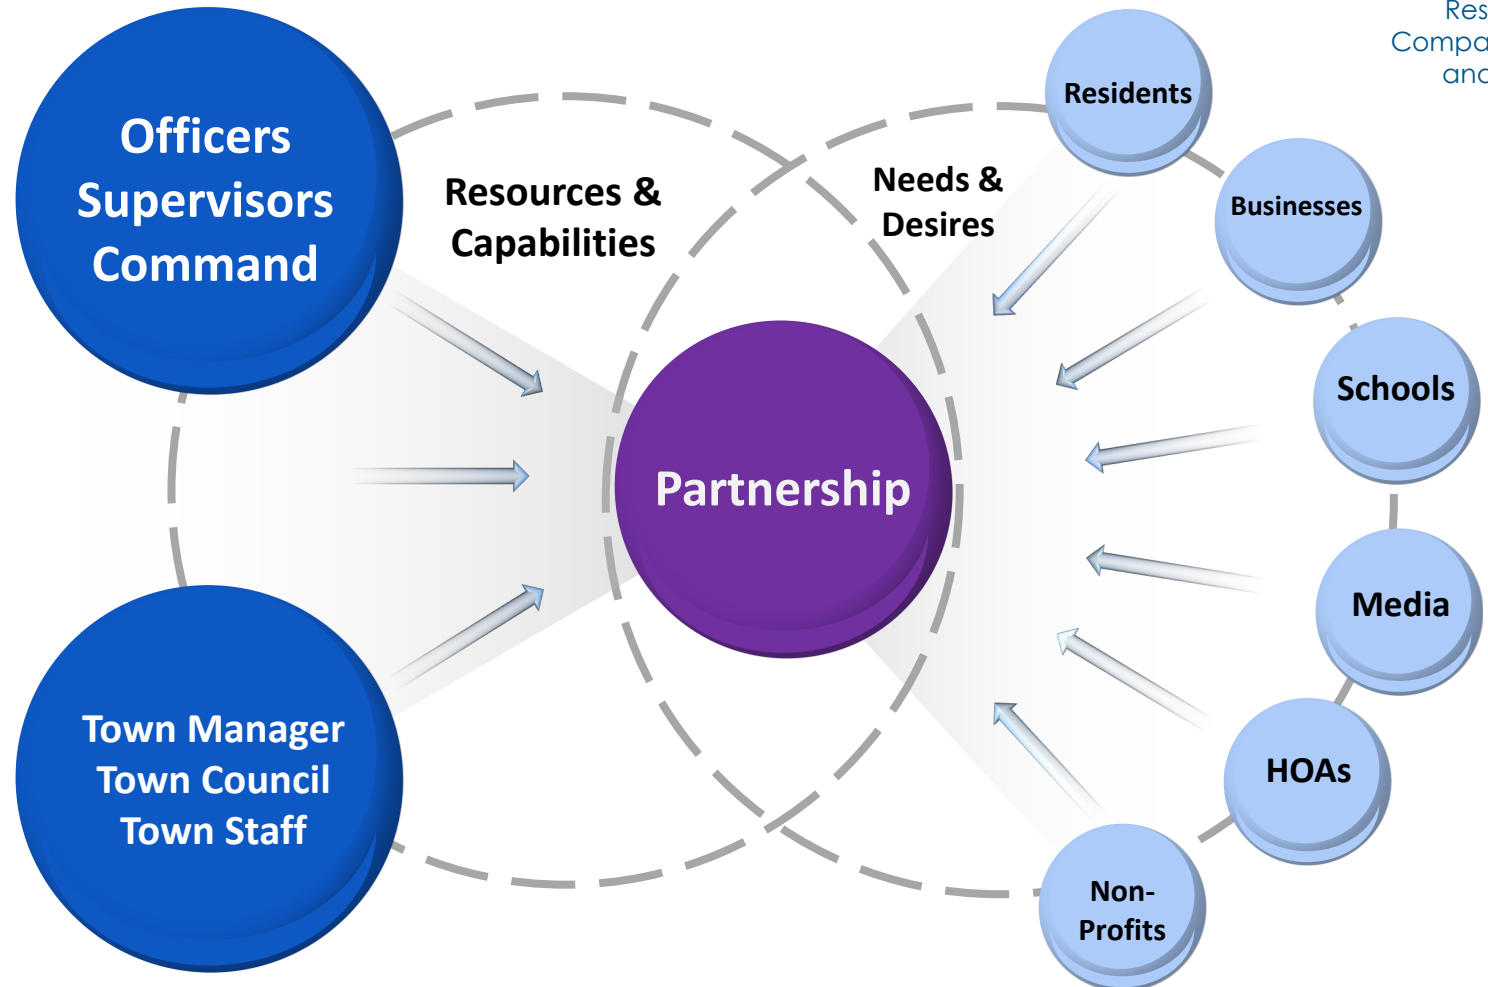 Officers
Supervisors
Command
Resources &
Capabilities
Needs &
Desires
Residents
Businesses
Schools
Media
HOAs
Non-
Profits
Partnership
Town Manager
Town Council
Town Staff
and